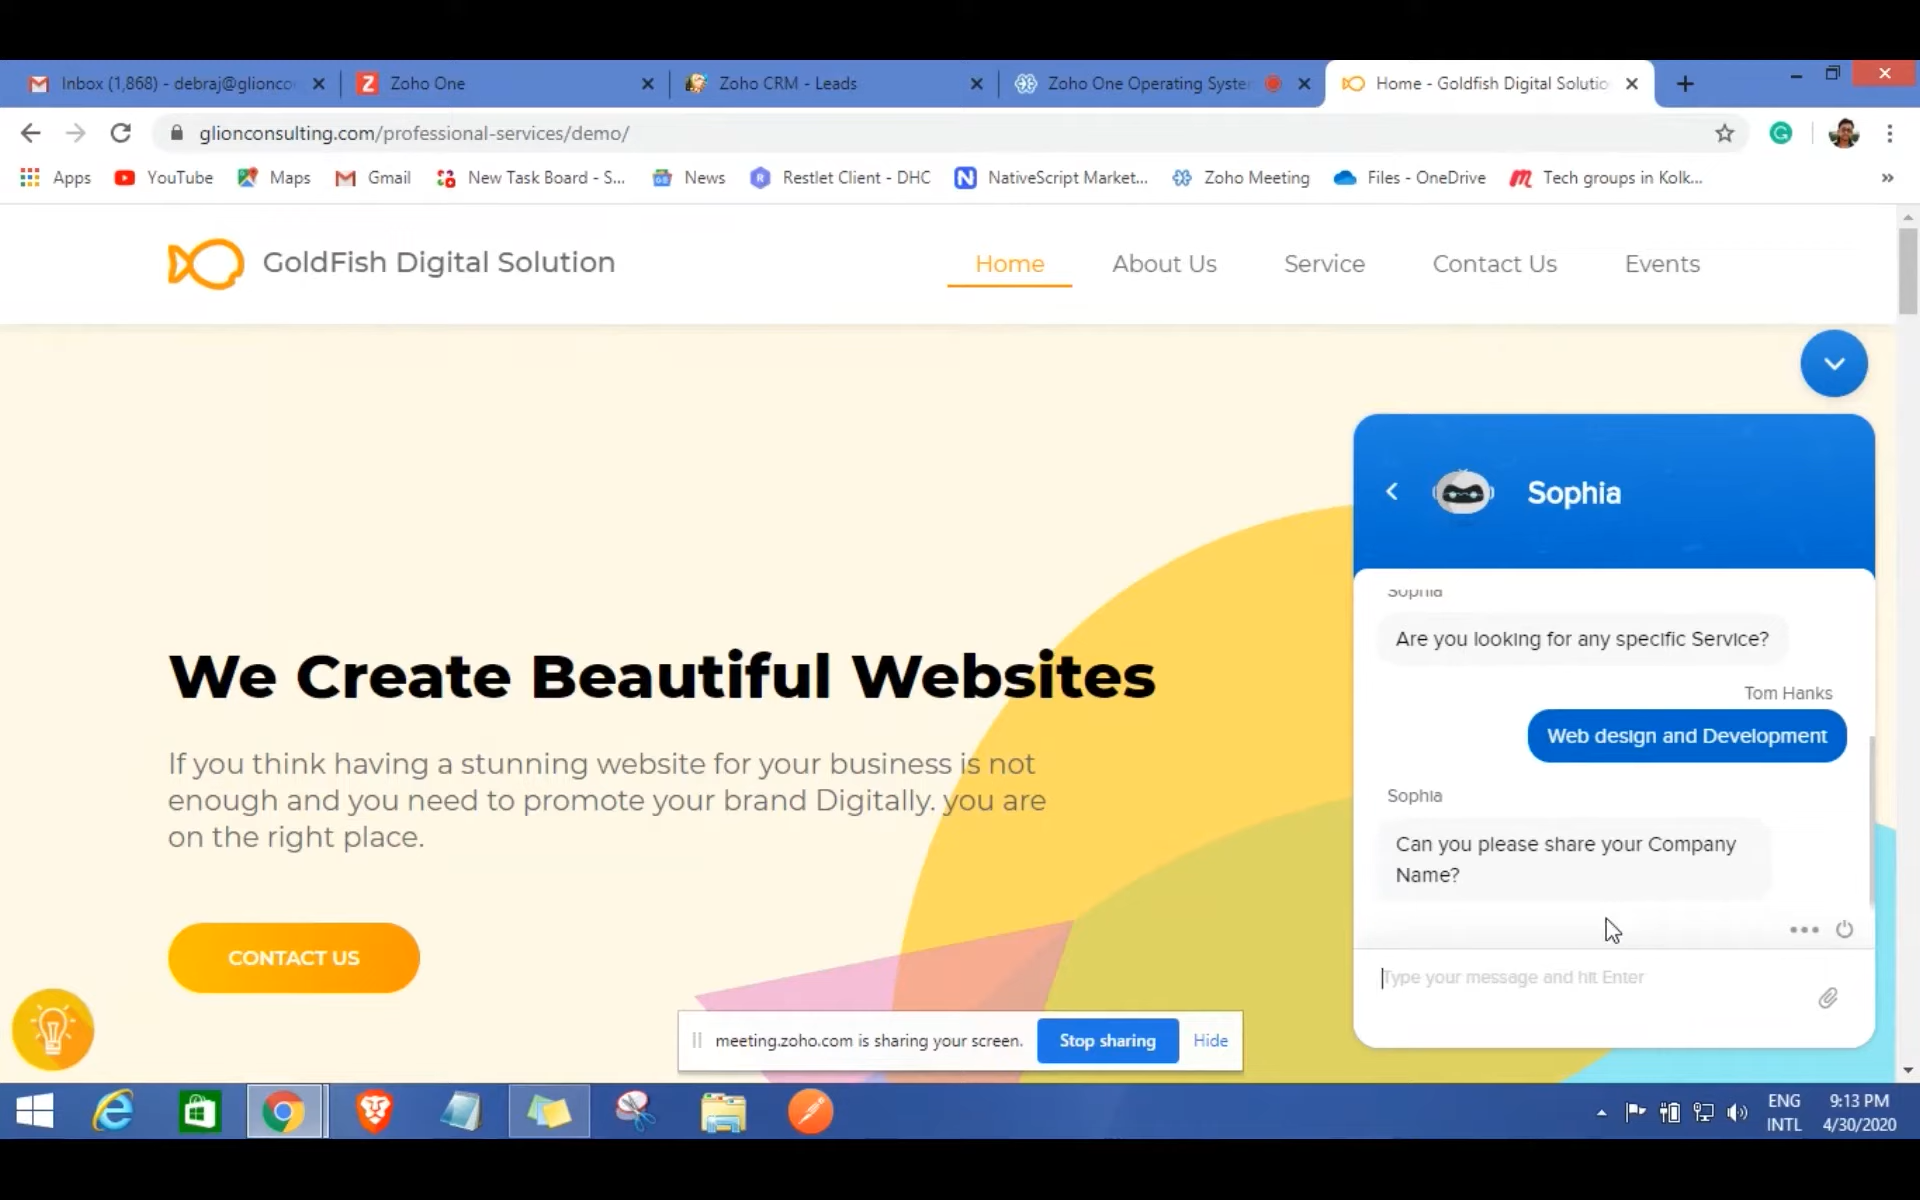 Inbox (1,868) - debraj@glionco
Zoho One
Zoho CRM - Leads
Zoho One Operating Syste
Home - Goldfish Digital Solutio
glionconsulting.com/professional-services/demo/
Apps
YouTube
Maps
Gmail
New Task Board - S...
News
Restlet Client - DHC
NativeScript Market...
Zoho Meeting
Files - OneDrive
Tech groups in Kolk...
»
GoldFish Digital Solution
Home
About Us
Service
Contact Us
Events
We Create Beautiful Websites
If you think having a stunning website for your business is not
enough and you need to promote your brand Digitally. you are
on the right place.
CONTACT US
Sophia
Sophia
Are you looking for any specific Service?
Tom Hanks
Web design and Development
Sophia
Can you please share your Company
Name?
Type your message and hit Enter
meeting.zoho.com is sharing your screen.
Stop sharing
Hide
ENG
INTL
9:13 PM
4/30/2020